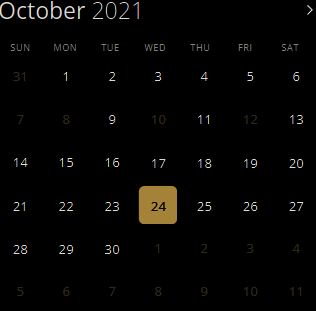 October 2021
SUN MON TUE WED THU FRI SAT
31 1 2 3 4 5 6
7 8 9 10 11 12 13
14 15 16 17 18 19 20
21 22 23 24 25 26 27
28 29 30 1 2 3 4
5 6 7 8 9 10 11